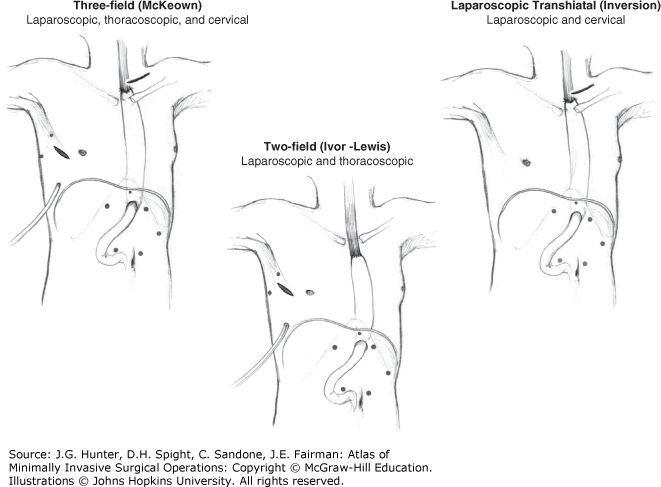 Three-field (McKeown)
Laparoscopic, thoracoscopic, and cervical
Laparoscopic Transhiatal (Inversion)
Laparoscopic and cervical
Two-field (Ivor -Lewis)
Laparoscopic and thoracoscopic
Source: J.G. Hunter, D.H. Spight, C. Sandone, J.E. Fairman: Atlas of
Minimally Invasive Surgical Operations: Copyright © McGraw-Hill Education.
Illustrations © Johns Hopkins University. All rights reserved.